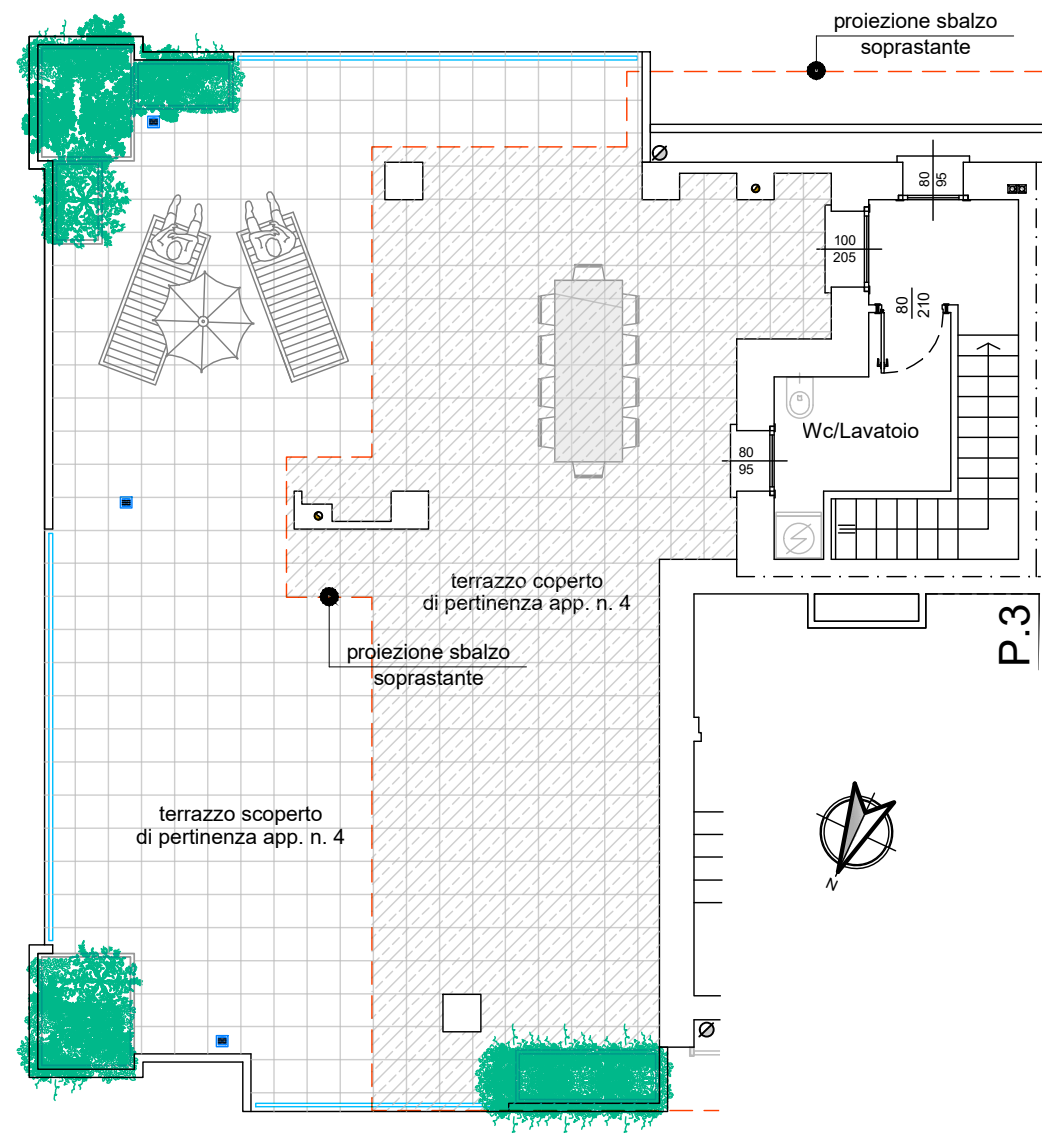 proiezione sbalzo
soprastante
80
95
100
205
80
210
Wc/Lavatoio
80
95
terrazzo coperto
di pertinenza app. n. 4
P.3
proiezione sbalzo
soprastante
terrazzo scoperto
di pertinenza app. n. 4
N